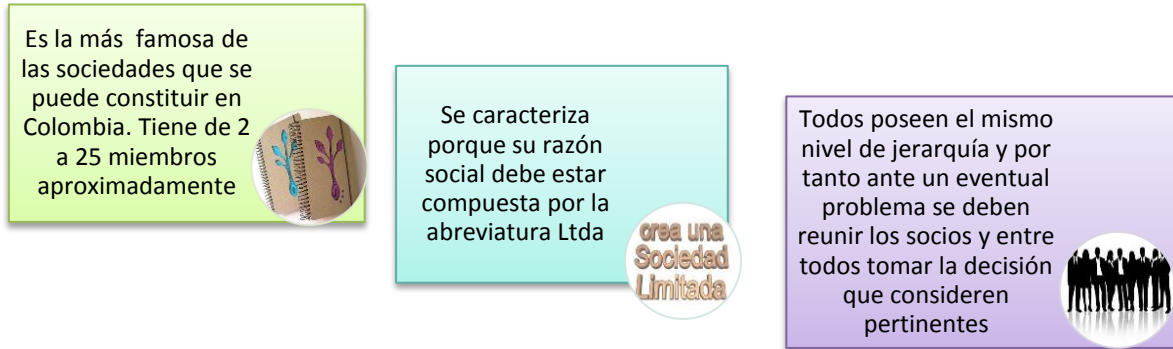 Es la más famosa de
las sociedades que se
puede constituir en
Colombia. Tiene de 2
a 25 miembros
aproximadamente
Se caracteriza
porque su razón
social debe estar
compuesta por la
abreviatura Ltda
crea una
Sociedad
Limitada
Todos poseen el mismo
nivel de jerarquía y por
tanto ante un eventual
problema se deben
reunir los socios y entre
todos tomar la decisión
que consideren
pertinentes